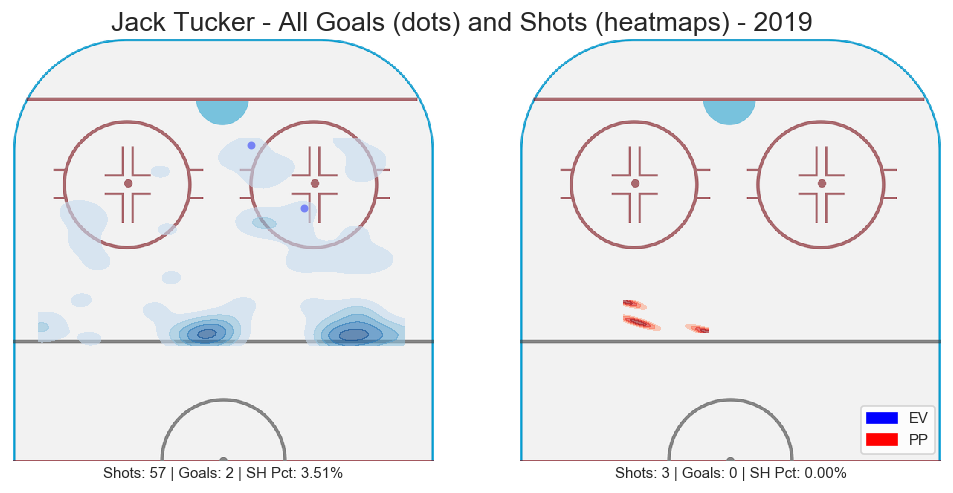 Jack Tucker - All Goals (dots) and Shots (heatmaps) - 2019
EV
PP
Shots: 57 | Goals: 2 | SH Pct: 3.51%
Shots: 3 | Goals: 0 | SH Pct: 0.00%